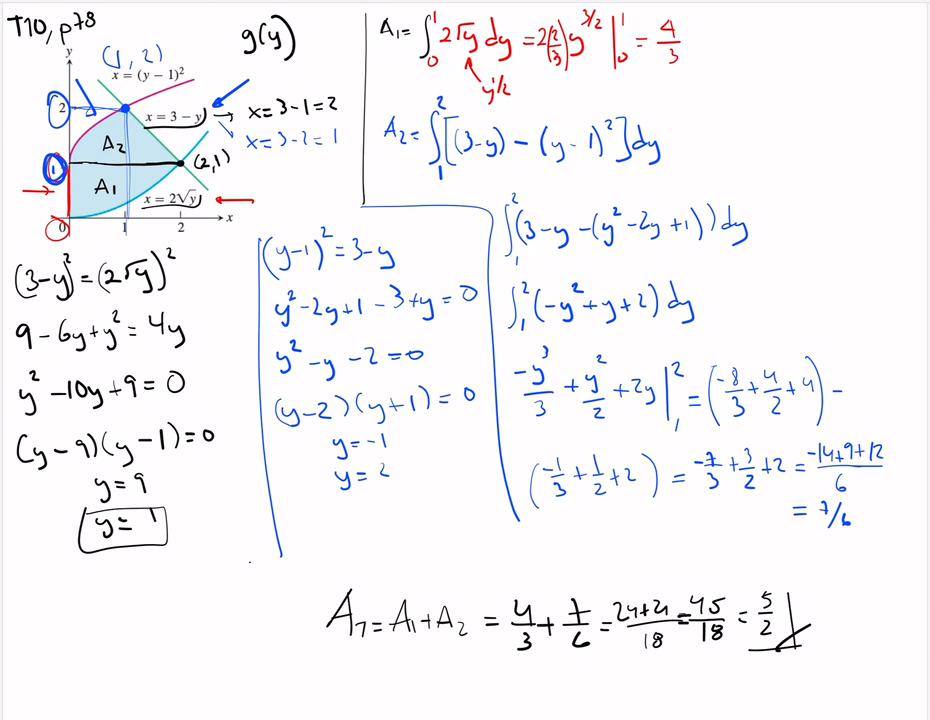 T10, p78
y
(1, 2)
g(y)
x = (y − 1)²
2
x = 3 − y
→ x = 3 − 1 = 2
x = 3 − 2 = 1
A₂
1
(2,1)
A₁
x = 2√y
0
1
2
x
(3−y)² = (2√y)²
9 − 6y + y² = 4y
y² − 10y + 9 = 0
(y − 9)(y − 1) = 0
y = 9
y = 1
(y−1)² = 3−y
y² − 2y + 1 − 3 + y = 0
y² − y − 2 = 0
(y−2)(y+1) = 0
y = −1
y = 2
A₁ = ∫₀¹ 2√y dy = 2(2/3) y^{3/2} |₀¹ = 4/3
y^{1/2}
A₂ = ∫₁² [(3−y) − (y−1)²] dy
∫₁² (3 − y − (y² − 2y + 1)) dy
∫₁² (−y² + y + 2) dy
−y³/3 + y²/2 + 2y |₁² = (−8/3 + 4/2 + 4) −
(−1/3 + 1/2 + 2) = −7/3 + 3/2 + 2 = (−14+9+12)/6
= 7/6
A_T = A₁ + A₂ = 4/3 + 7/6 = (24+21)/18 = 45/18 = 5/2